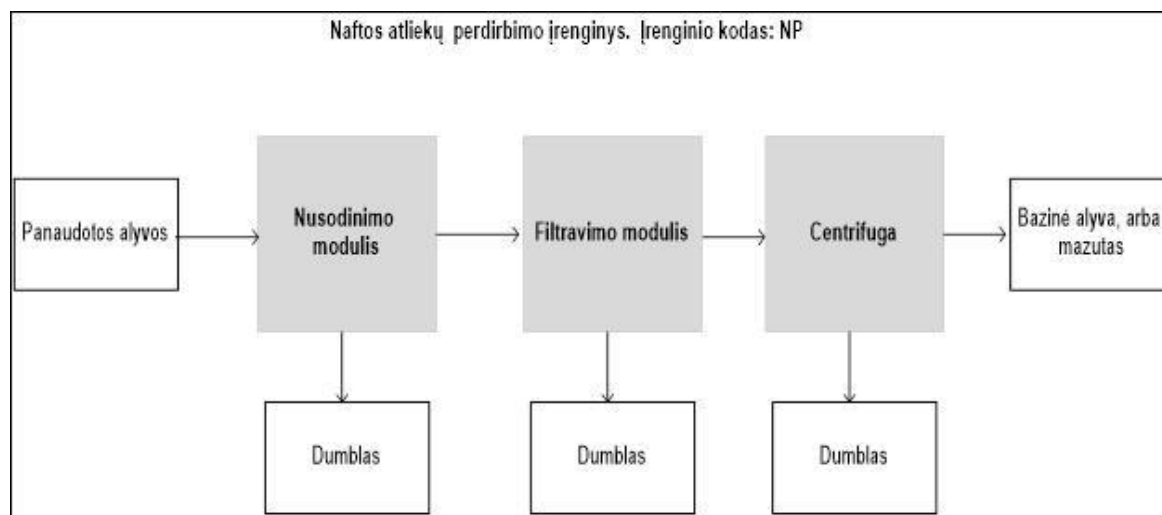 Naftos atliekų perdirbimo įrenginys. Įrenginio kodas: NP
Panaudotos alyvos
Nusodinimo
modulis
Filtravimo modulis
Centrifuga
Bazinė alyva, arba
mazutas
Dumblas
Dumblas
Dumblas